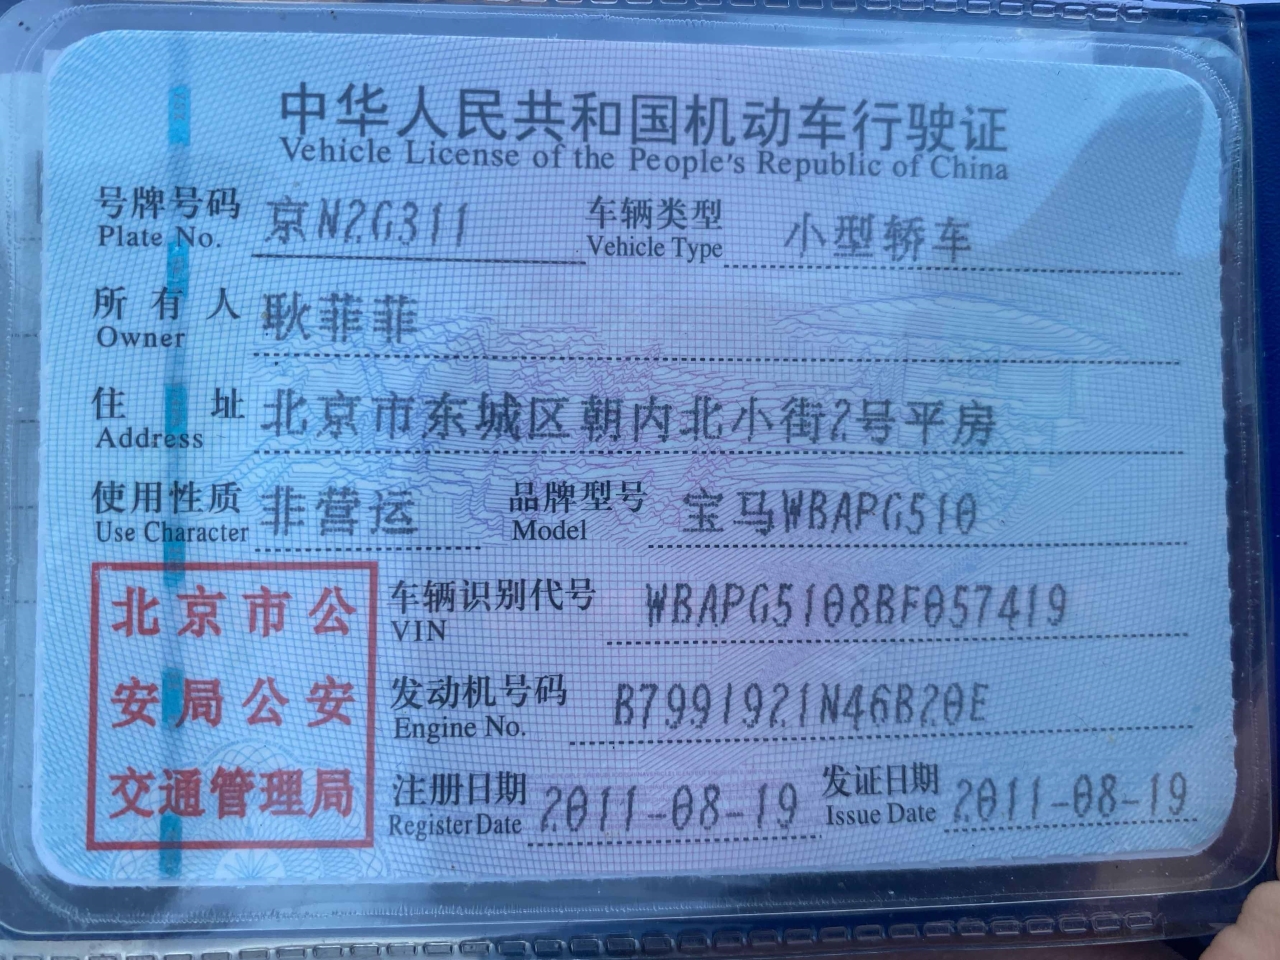 中华人民共和国机动车行驶证
Vehicle License of the People's Republic of China
号牌号码 京N2G311 车辆类型 小型轿车
Plate No. Vehicle Type
所有人 耿菲菲
Owner
住址 北京市东城区朝内北小街2号平房
Address
使用性质 非营运 品牌型号 宝马WBAPG510
Use Character Model
北京市公
安局公安
交通管理局
车辆识别代号 WBAPG5108BF057419
VIN
发动机号码 B7991921N46B20E
Engine No.
注册日期 2011-08-19 发证日期 2011-08-19
Register Date Issue Date